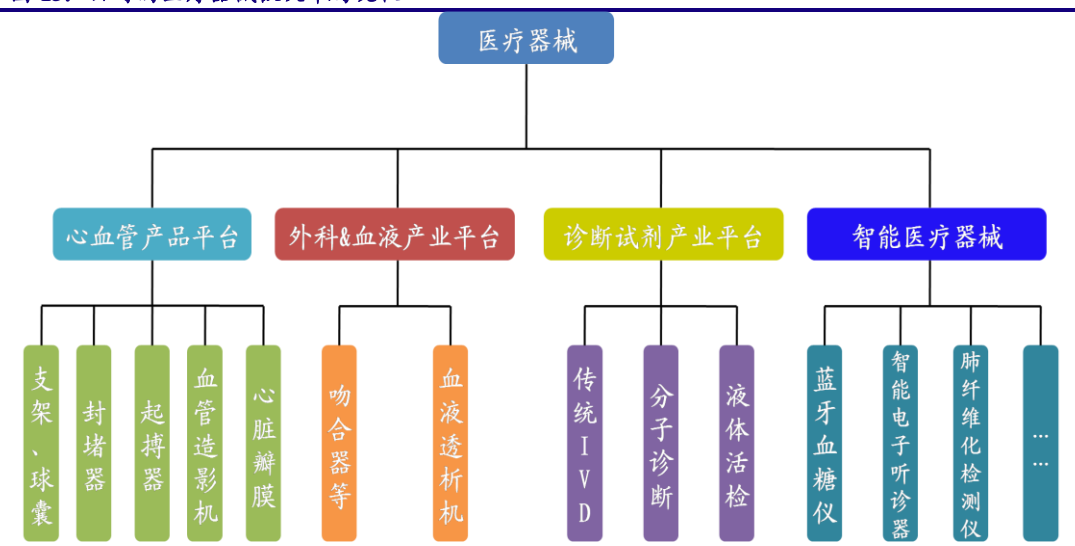 医疗器械
心血管产品平台
外科&血液产业平台
诊断试剂产业平台
智能医疗器械
支架、球囊
封堵器
起搏器
血管造影机
心脏瓣膜
吻合器等
血液透析机
传统IVD
分子诊断
液体活检
蓝牙血糖仪
智能电子听诊器
肺纤维化检测仪
……